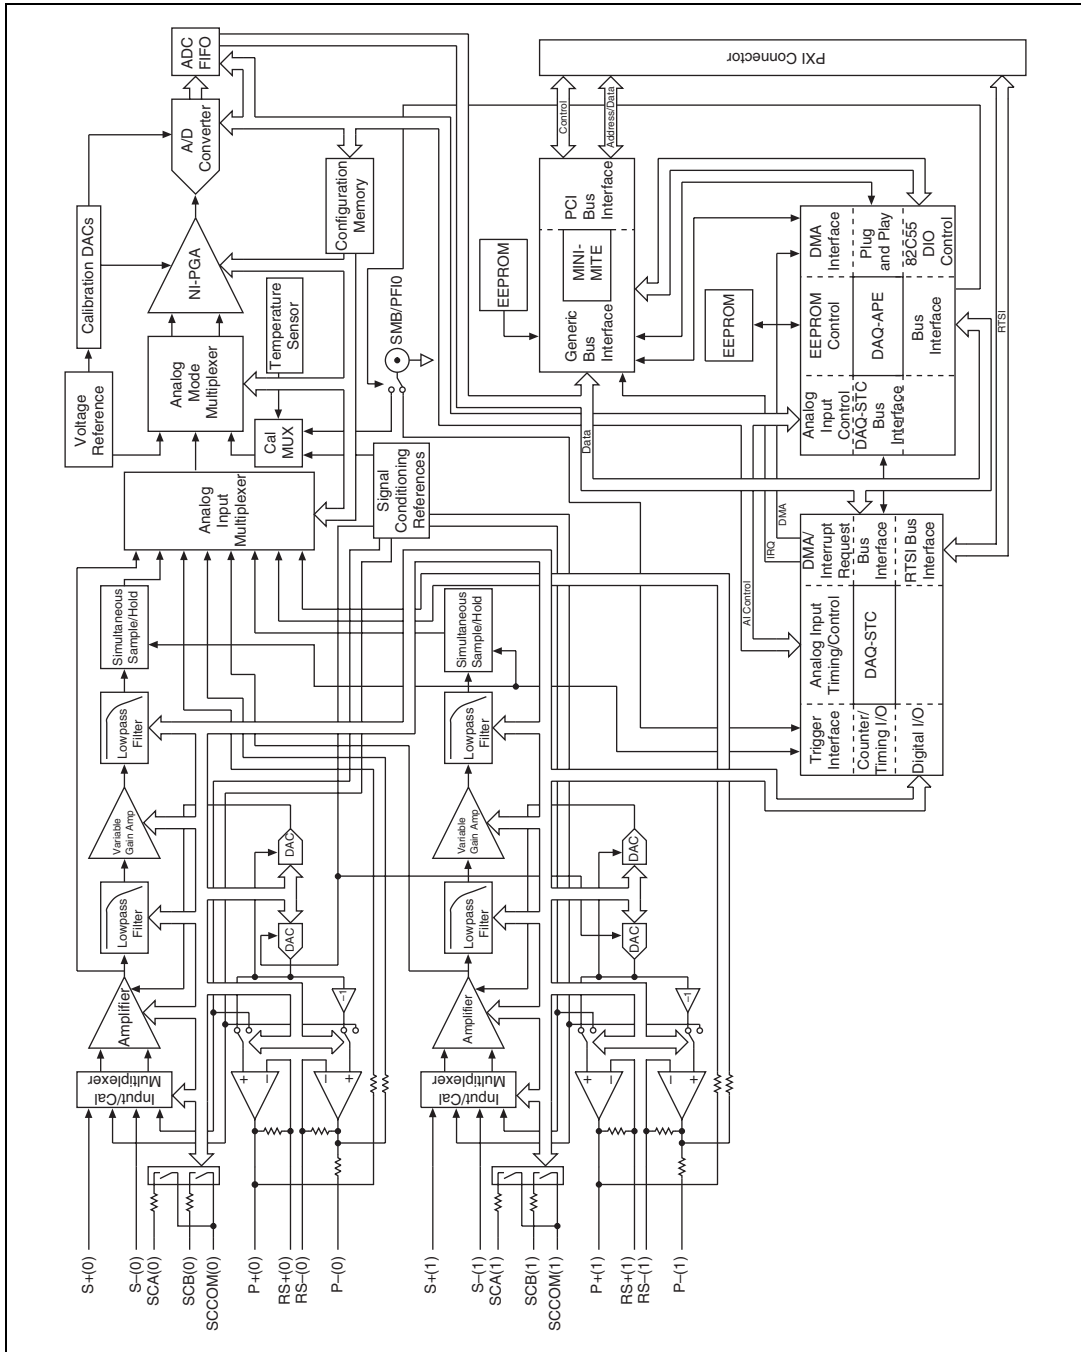 Voltage
Reference
Calibration DACs
A/D
Converter
ADC
FIFO
NI-PGA
Analog
Mode
Multiplexer
Temperature
Sensor
Configuration
Memory
Cal
MUX
Analog
Input
Multiplexer
Signal
Conditioning
References
SMB/PFI0
EEPROM
Generic
Bus
Interface
MINI-
MITE
PCI
Bus
Interface
Control
Address/Data
PXI Connector
EEPROM
Analog
Input
Control
EEPROM
Control
DMA
Interface
DAQ-STC
Bus
Interface
DAQ-APE
Plug
and Play
Bus
Interface
82C55
DIO
Control
RTSI
Data
DMA
IRQ
AI Control
Trigger
Interface
Analog Input
Timing/Control
DMA/
Interrupt
Request
Counter/
Timing I/O
DAQ-STC
Bus
Interface
Digital I/O
RTSI Bus
Interface
Input/Cal
Multiplexer
Amplifier
Lowpass
Filter
Variable
Gain Amp
Lowpass
Filter
Simultaneous
Sample/Hold
DAC
DAC
–1
+
–
–
+
S+(0)
S–(0)
SCA(0)
SCB(0)
SCCOM(0)
P+(0)
RS+(0)
RS–(0)
P–(0)
Input/Cal
Multiplexer
Amplifier
Lowpass
Filter
Variable
Gain Amp
Lowpass
Filter
Simultaneous
Sample/Hold
DAC
DAC
–1
+
–
–
+
S+(1)
S–(1)
SCA(1)
SCB(1)
SCCOM(1)
P+(1)
RS+(1)
RS–(1)
P–(1)